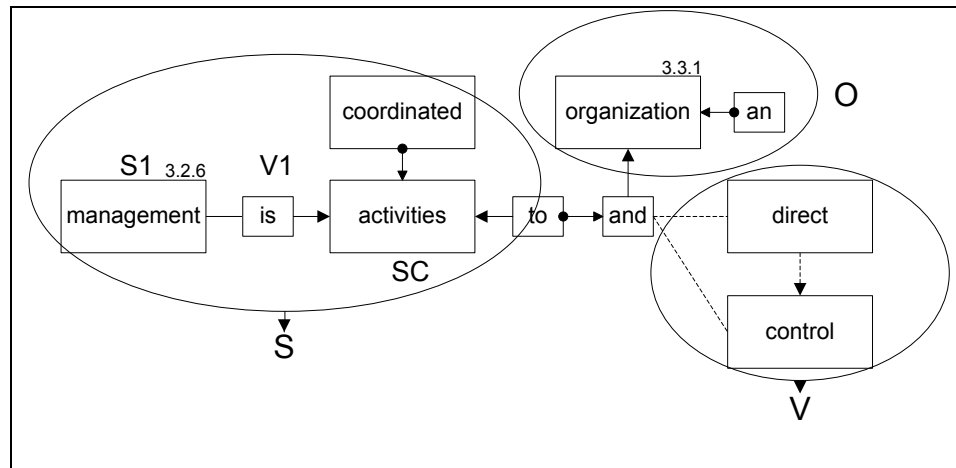 3.3.1
coordinated
organization
an
O
S1
3.2.6
V1
management
is
activities
to
and
direct
SC
control
S
V